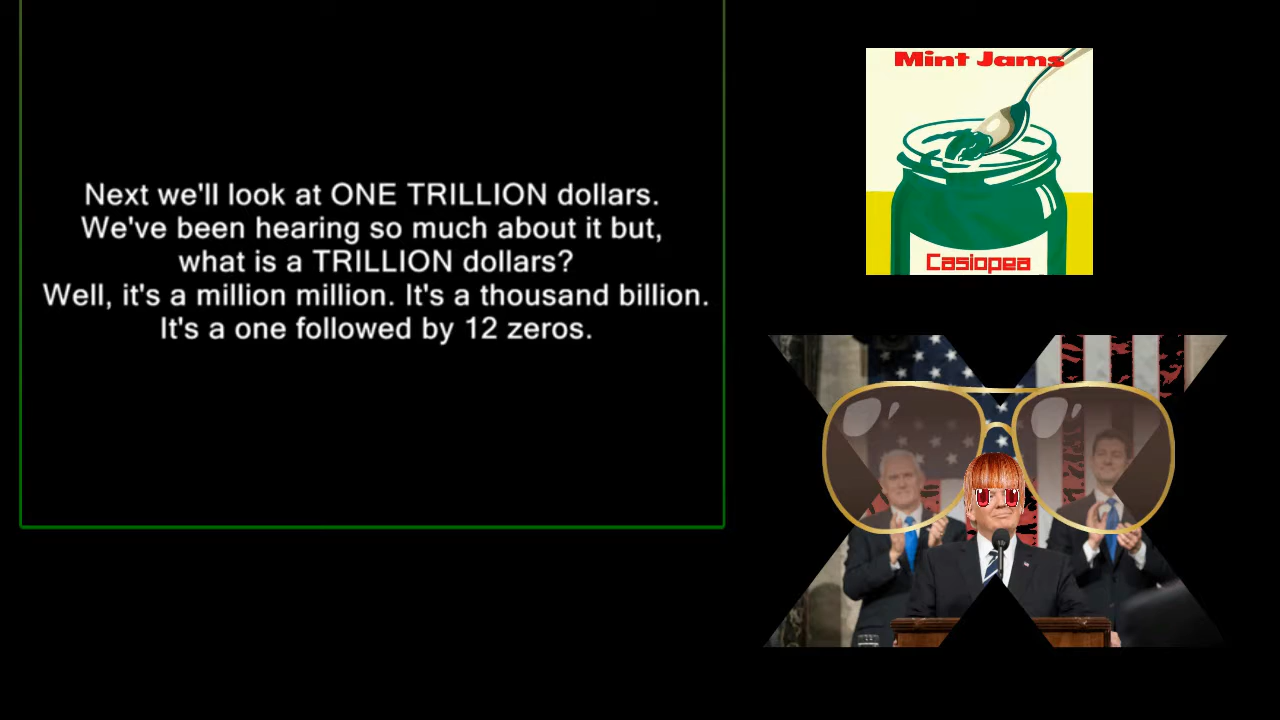 Next we'll look at ONE TRILLION dollars.
We've been hearing so much about it but,
what is a TRILLION dollars?
Well, it's a million million. It's a thousand billion.
It's a one followed by 12 zeros.
Mint Jams
Casiopea